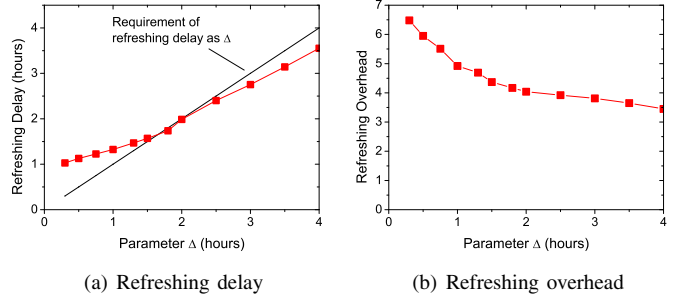 Requirement of
refreshing delay as Δ
Refreshing Delay (hours)
4
3
2
1
0
0 1 2 3 4
Parameter Δ (hours)
(a) Refreshing delay
Refreshing Overhead
7
6
5
4
3
2
1
0
0 1 2 3 4
Parameter Δ (hours)
(b) Refreshing overhead